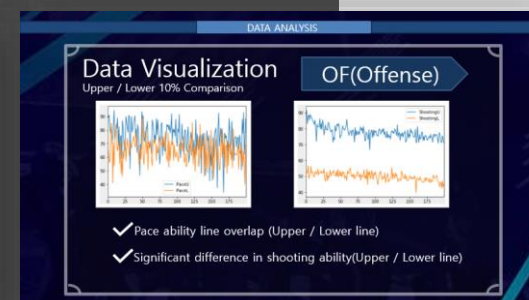 DATA ANALYSIS
Data Visualization
Upper / Lower 10% Comparison
OF(Offense)
Pace ability line overlap (Upper / Lower line)
Significant difference in shooting ability(Upper / Lower line)